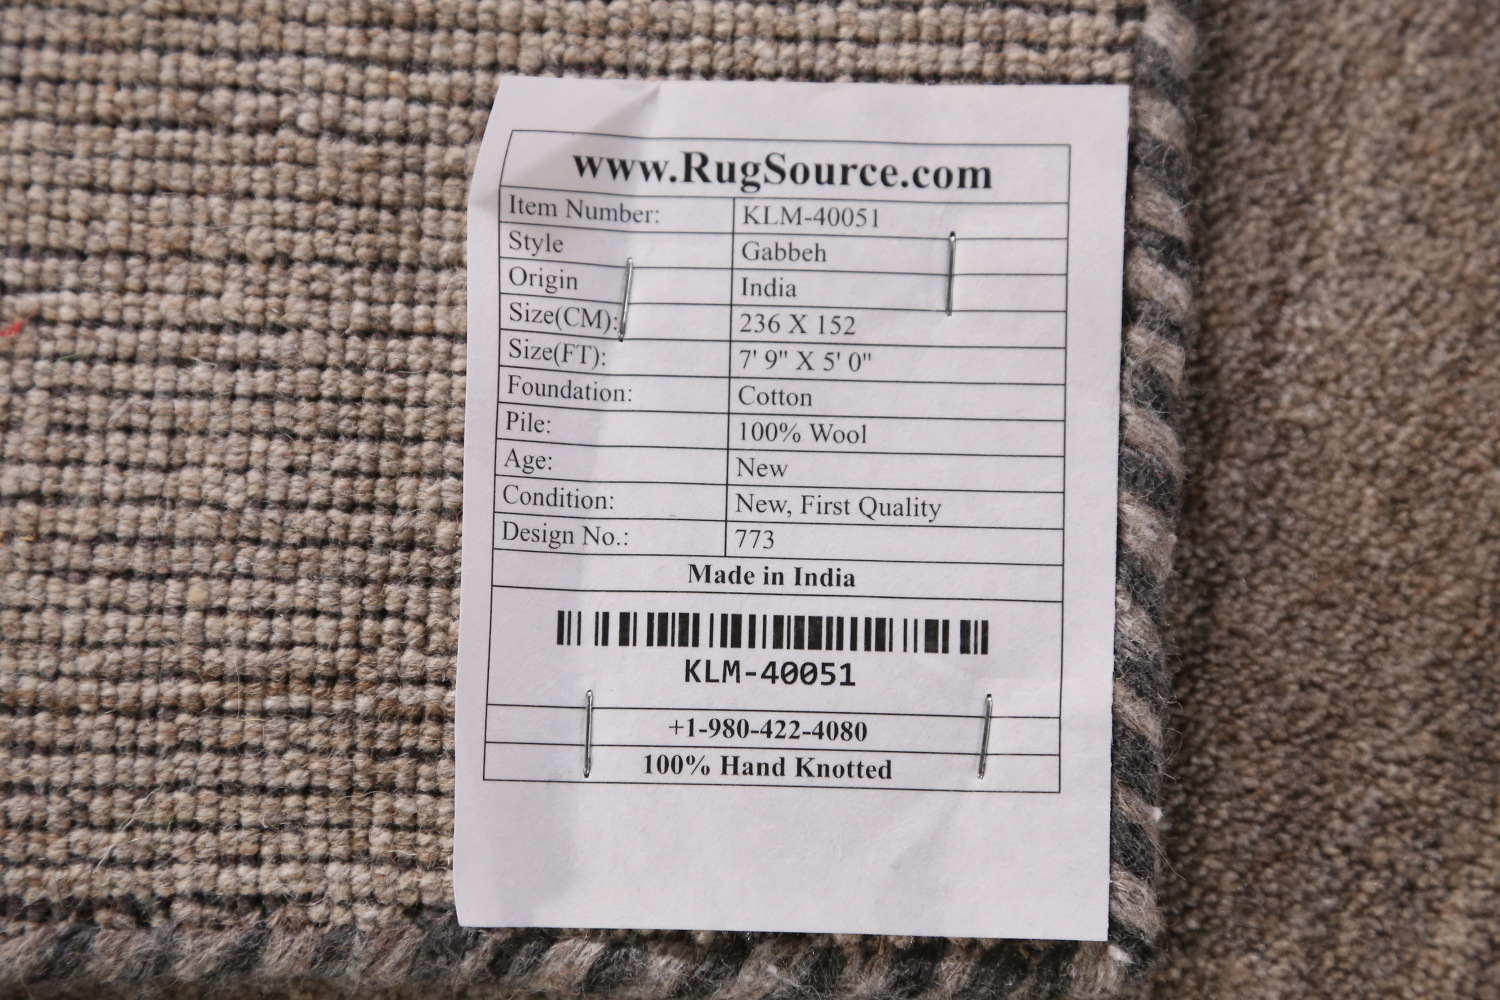 www.RugSource.com
Item Number: KLM-40051
Style Gabbeh
Origin India
Size(CM): 236 X 152
Size(FT): 7' 9" X 5' 0"
Foundation: Cotton
Pile: 100% Wool
Age: New
Condition: New, First Quality
Design No.: 773
Made in India
KLM-40051
+1-980-422-4080
100% Hand Knotted